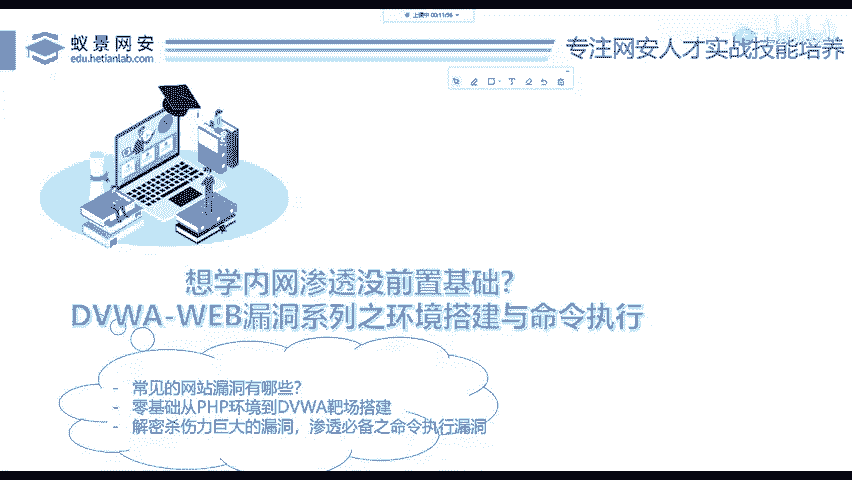 上课中 00:11:56
蚁景网安
edu.hetianlab.com
专注网安人才实战技能培养
想学内网渗透没前置基础？
DVWA-WEB漏洞系列之环境搭建与命令执行
- 常见的网站漏洞有哪些？
- 零基础从PHP环境到DVWA靶场搭建
- 解密杀伤力巨大的漏洞，渗透必备之命令执行漏洞